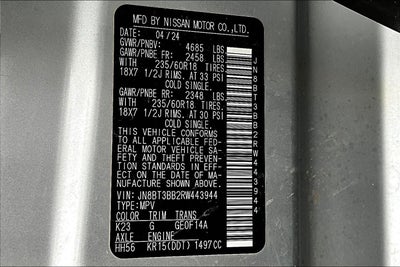 MFD BY NISSAN MOTOR CO.,LTD.
DATE: 04/24
GVWR/PNBV: 4685 LBS
GAWR/PNBE FR: 2458 LBS
WITH 235/60R18 TIRES
18X7 1/2J RIMS. AT 33 PSI
COLD SINGLE.
GAWR/PNBE RR: 2348 LBS
WITH 235/60R18 TIRES
18X7 1/2J RIMS. AT 30 PSI
COLD SINGLE.
THIS VEHICLE CONFORMS
TO ALL APPLICABLE FED-
ERAL MOTOR VEHICLE SA-
FETY AND THEFT PREVEN-
TION STANDARDS IN EFF-
ECT ON THE DATE OF MA-
NUFACTURE SHOWN ABOVE.
VIN: JN8BT3BB2RW443944
TYPE: MPV
COLOR TRIM TRANS
K23 G GE0F14A
AXLE ENGINE
HH56 KR15(DDT) 1497CC
JN8BT3BB2RW443944